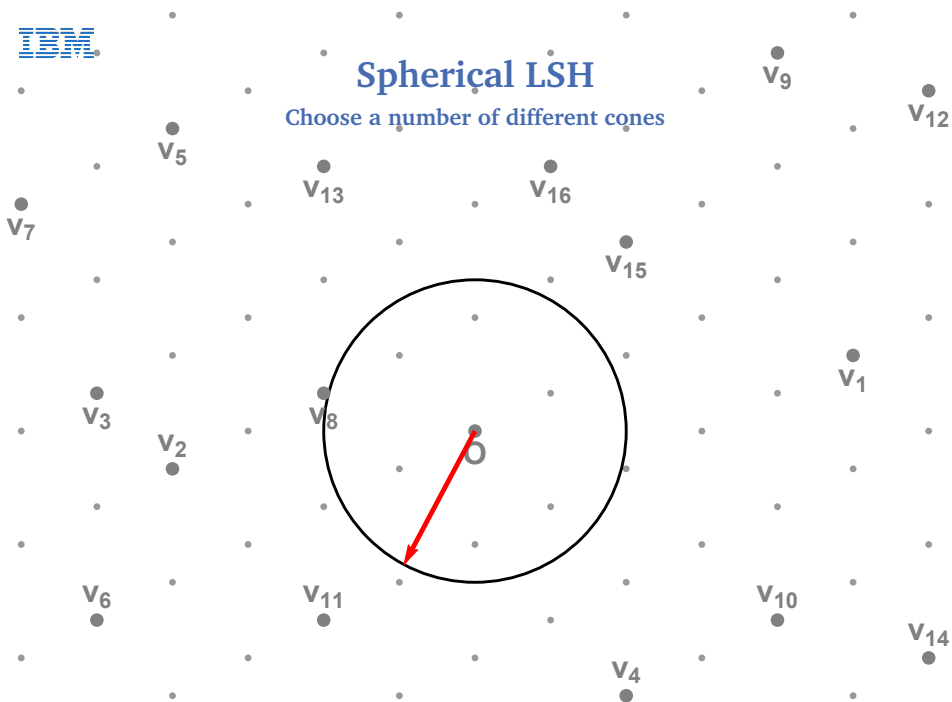 IBM
Spherical LSH
Choose a number of different cones
v9
v12
v5
v13
v16
v7
v15
v1
v3
v8
v2
O
v6
v11
v10
v14
v4